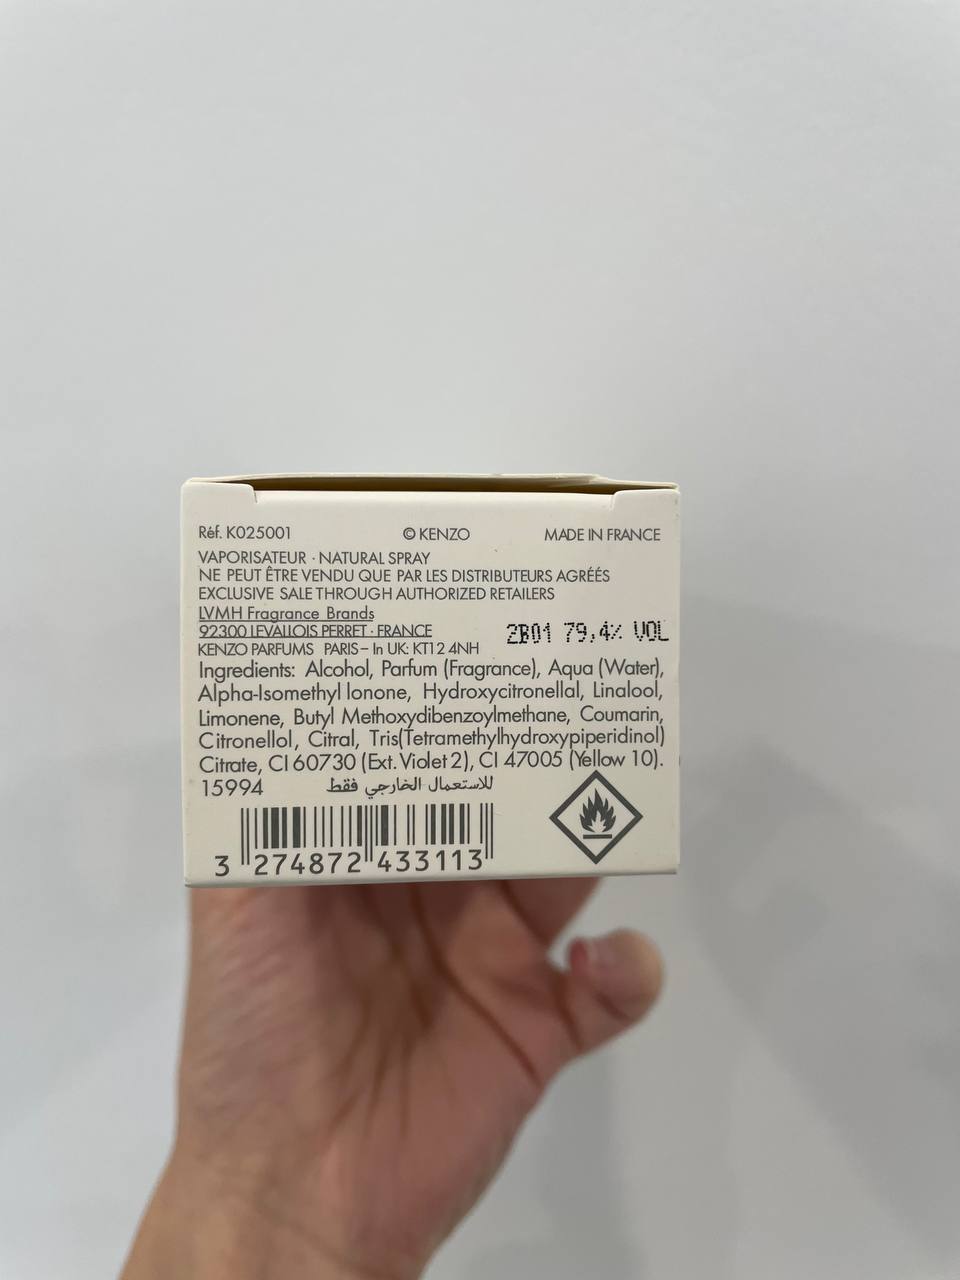 Réf. K025001 © KENZO MADE IN FRANCE
VAPORISATEUR · NATURAL SPRAY
NE PEUT ÊTRE VENDU QUE PAR LES DISTRIBUTEURS AGRÉÉS
EXCLUSIVE SALE THROUGH AUTHORIZED RETAILERS
LVMH Fragrance Brands
92300 LEVALLOIS PERRET · FRANCE
2B01 79,4% VOL
KENZO PARFUMS PARIS – In UK: KT12 4NH
Ingredients: Alcohol, Parfum (Fragrance), Aqua (Water),
Alpha-Isomethyl Ionone, Hydroxycitronellal, Linalool,
Limonene, Butyl Methoxydibenzoylmethane, Coumarin,
Citronellol, Citral, Tris(Tetramethylhydroxypiperidinol)
Citrate, CI 60730 (Ext. Violet 2), CI 47005 (Yellow 10).
15994 للاستعمال الخارجي فقط
3 274872 433113